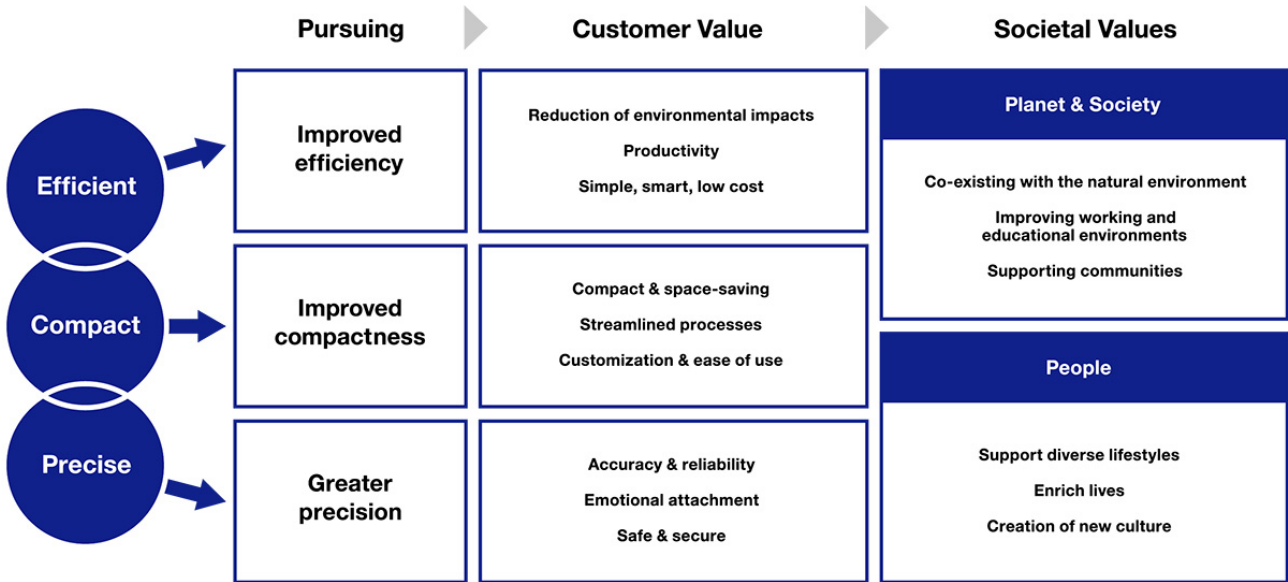 Pursuing
Customer Value
Societal Values
Efficient
Compact
Precise
Improved
efficiency
Improved
compactness
Greater
precision
Reduction of environmental impacts
Productivity
Simple, smart, low cost
Compact & space-saving
Streamlined processes
Customization & ease of use
Accuracy & reliability
Emotional attachment
Safe & secure
Planet & Society
Co-existing with the natural environment
Improving working and
educational environments
Supporting communities
People
Support diverse lifestyles
Enrich lives
Creation of new culture